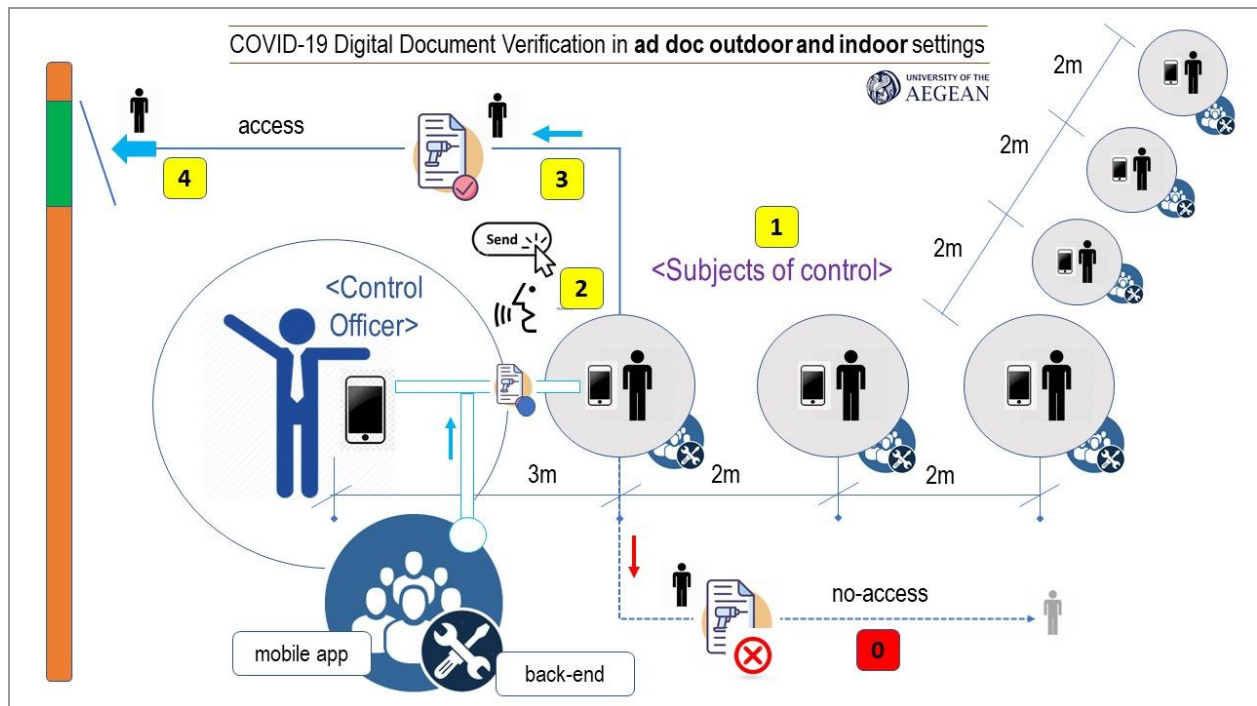 COVID-19 Digital Document Verification in ad doc outdoor and indoor settings
UNIVERSITY OF THE
AEGEAN
2m
2m
2m
access
4
3
Send
2
1
<Subjects of control>
<Control
Officer>
3m
2m
2m
no-access
0
mobile app
back-end